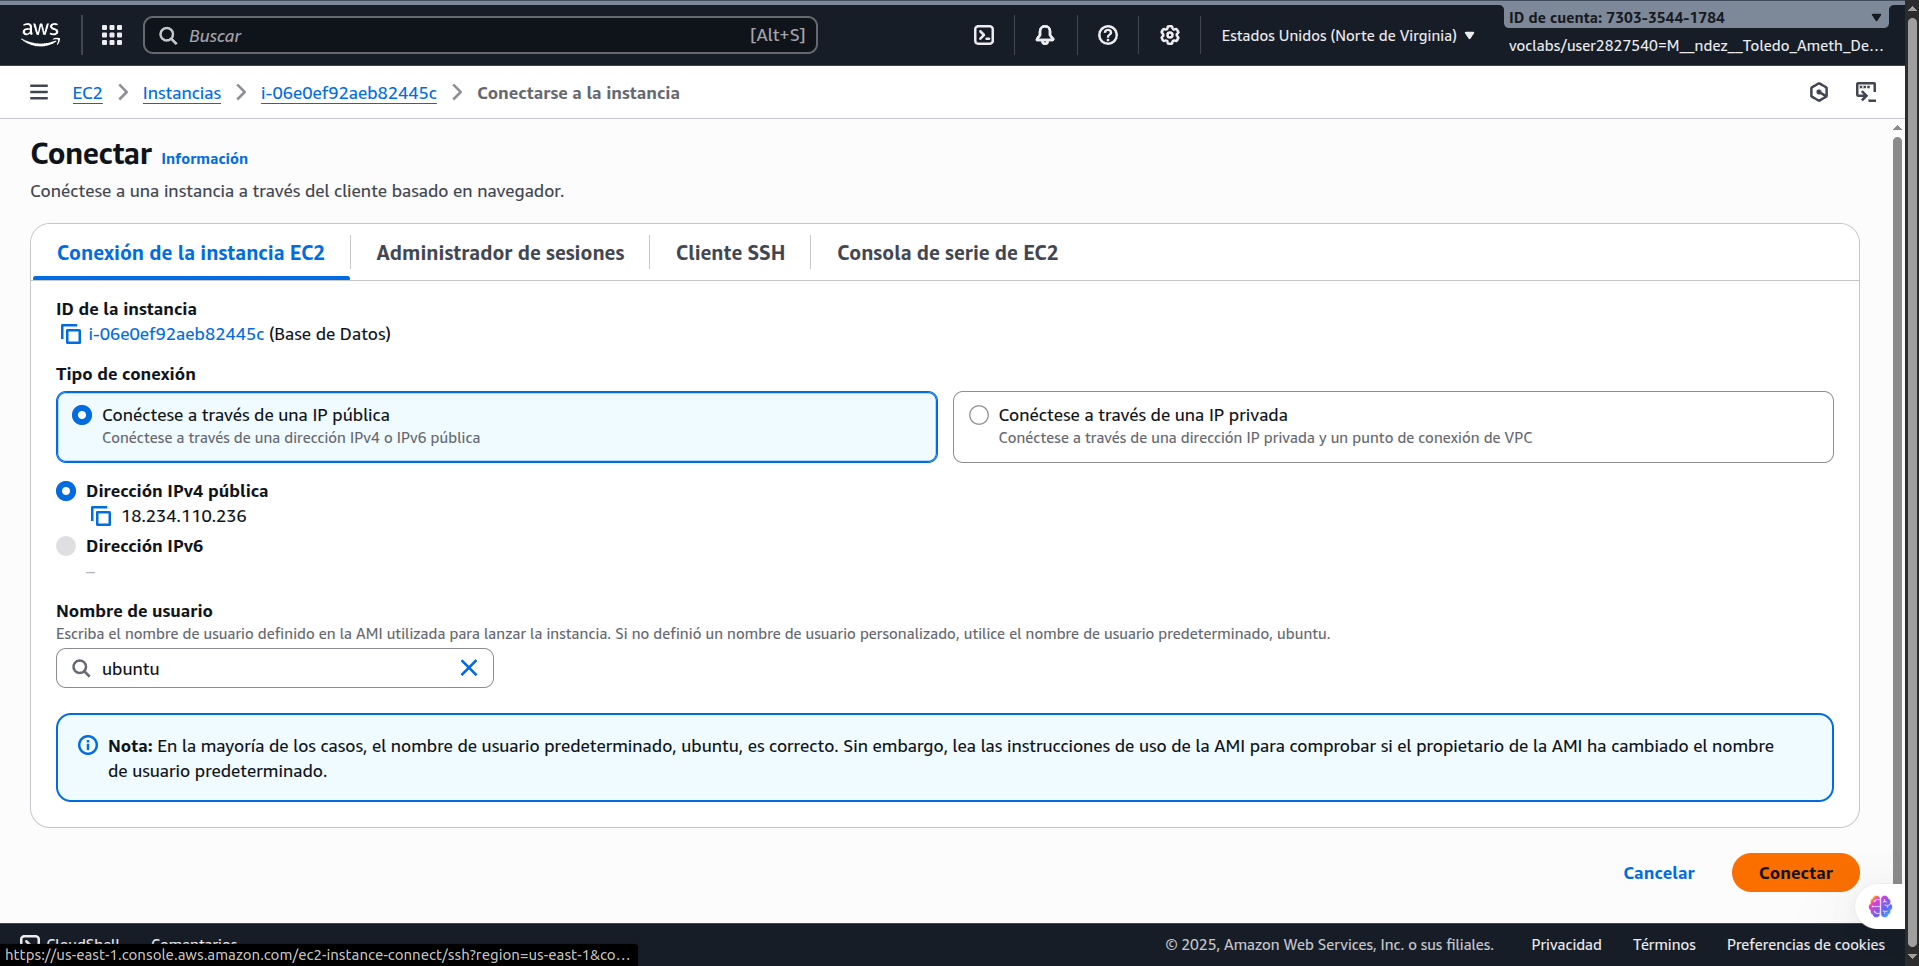 aws
Buscar
[Alt+S]
Estados Unidos (Norte de Virginia)
ID de cuenta: 7303-3544-1784
voclabs/user2827540=M__ndez__Toledo_Ameth_De...
EC2
Instancias
i-06e0ef92aeb82445c
Conectarse a la instancia
Conectar
Información
Conéctese a una instancia a través del cliente basado en navegador.
Conexión de la instancia EC2
Administrador de sesiones
Cliente SSH
Consola de serie de EC2
ID de la instancia
i-06e0ef92aeb82445c (Base de Datos)
Tipo de conexión
Conéctese a través de una IP pública
Conéctese a través de una dirección IPv4 o IPv6 pública
Conéctese a través de una IP privada
Conéctese a través de una dirección IP privada y un punto de conexión de VPC
Dirección IPv4 pública
18.234.110.236
Dirección IPv6
–
Nombre de usuario
Escriba el nombre de usuario definido en la AMI utilizada para lanzar la instancia. Si no definió un nombre de usuario personalizado, utilice el nombre de usuario predeterminado, ubuntu.
ubuntu
Nota: En la mayoría de los casos, el nombre de usuario predeterminado, ubuntu, es correcto. Sin embargo, lea las instrucciones de uso de la AMI para comprobar si el propietario de la AMI ha cambiado el nombre
de usuario predeterminado.
Cancelar
Conectar
CloudShell
Comentarios
© 2025, Amazon Web Services, Inc. o sus filiales.
Privacidad
Términos
Preferencias de cookies
https://us-east-1.console.aws.amazon.com/ec2-instance-connect/ssh?region=us-east-1&co...